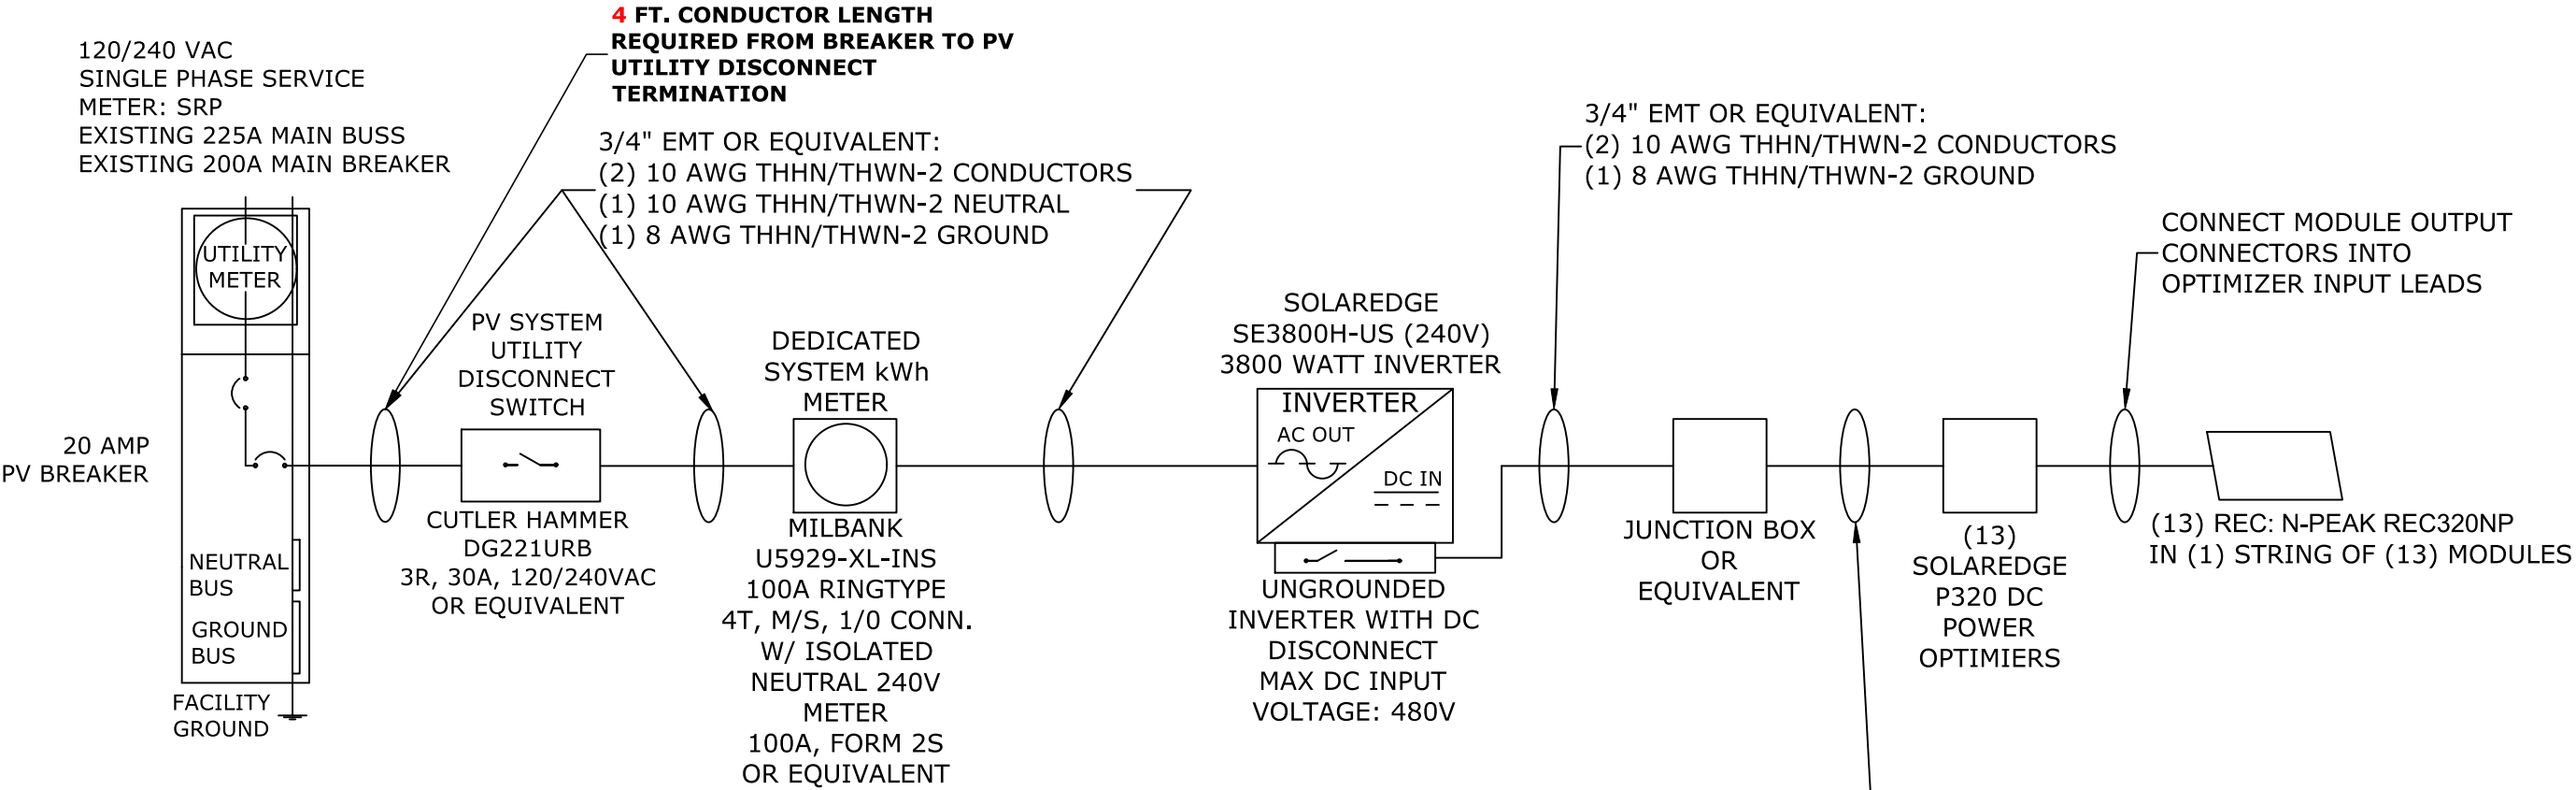 4 FT. CONDUCTOR LENGTH
REQUIRED FROM BREAKER TO PV
UTILITY DISCONNECT
TERMINATION
120/240 VAC
SINGLE PHASE SERVICE
METER: SRP
EXISTING 225A MAIN BUSS
EXISTING 200A MAIN BREAKER
3/4" EMT OR EQUIVALENT:
(2) 10 AWG THHN/THWN-2 CONDUCTORS
(1) 10 AWG THHN/THWN-2 NEUTRAL
(1) 8 AWG THHN/THWN-2 GROUND
3/4" EMT OR EQUIVALENT:
(2) 10 AWG THHN/THWN-2 CONDUCTORS
(1) 8 AWG THHN/THWN-2 GROUND
CONNECT MODULE OUTPUT
CONNECTORS INTO
OPTIMIZER INPUT LEADS
UTILITY
METER
20 AMP
PV BREAKER
NEUTRAL
BUS
GROUND
BUS
FACILITY
GROUND
PV SYSTEM
UTILITY
DISCONNECT
SWITCH
CUTLER HAMMER
DG221URB
3R, 30A, 120/240VAC
OR EQUIVALENT
DEDICATED
SYSTEM kWh
METER
MILBANK
U5929-XL-INS
100A RINGTYPE
4T, M/S, 1/0 CONN.
W/ ISOLATED
NEUTRAL 240V
METER
100A, FORM 2S
OR EQUIVALENT
SOLAREDGE
SE3800H-US (240V)
3800 WATT INVERTER
INVERTER
AC OUT
DC IN
UNGROUNDED
INVERTER WITH DC
DISCONNECT
MAX DC INPUT
VOLTAGE: 480V
JUNCTION BOX
OR
EQUIVALENT
(13)
SOLAREDGE
P320 DC
POWER
OPTIMIERS
(13) REC: N-PEAK REC320NP
IN (1) STRING OF (13) MODULES